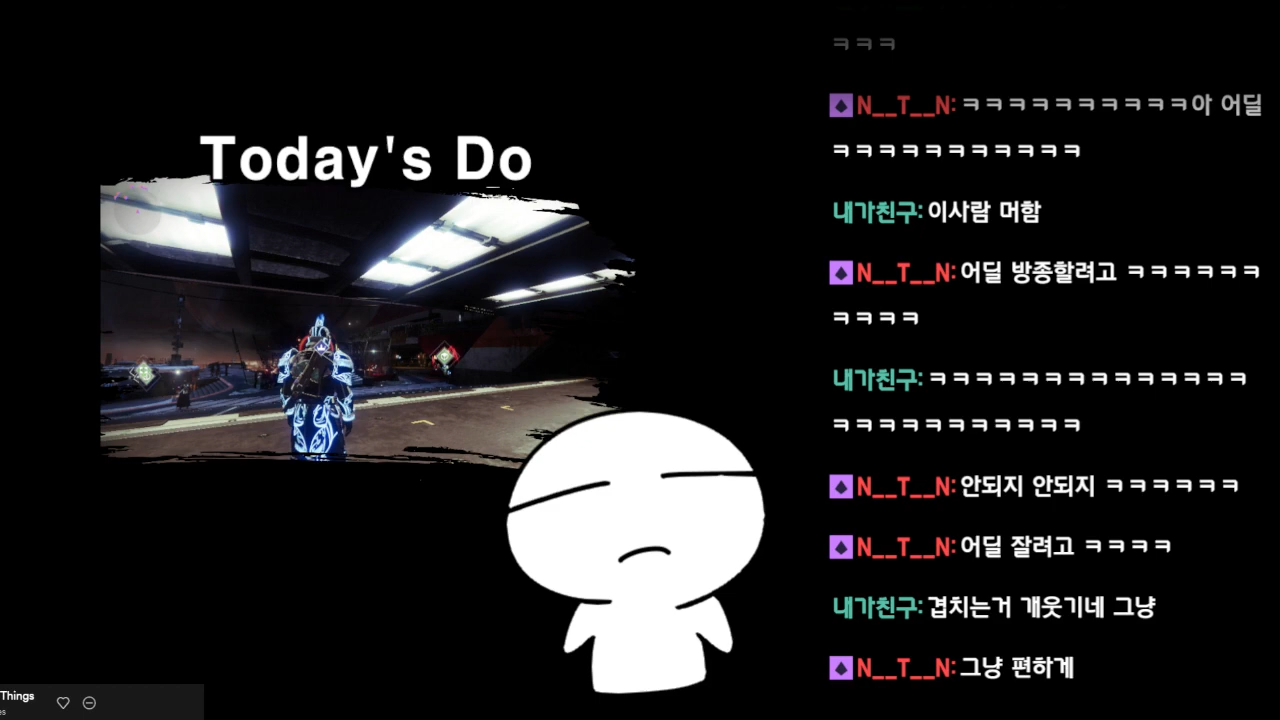 Today's Do
ㅋㅋㅋ
N__T__N: ㅋㅋㅋㅋㅋㅋㅋㅋㅋㅋ아 어딜
ㅋㅋㅋㅋㅋㅋㅋㅋㅋㅋㅋ
내가친구: 이사람 머함
N__T__N: 어딜 방종할려고 ㅋㅋㅋㅋㅋㅋ
ㅋㅋㅋㅋ
내가친구: ㅋㅋㅋㅋㅋㅋㅋㅋㅋㅋㅋㅋㅋㅋ
ㅋㅋㅋㅋㅋㅋㅋㅋㅋㅋㅋ
N__T__N: 안되지 안되지 ㅋㅋㅋㅋㅋㅋ
N__T__N: 어딜 잘려고 ㅋㅋㅋㅋ
내가친구: 겹치는거 개웃기네 그냥
N__T__N: 그냥 편하게
Things
es